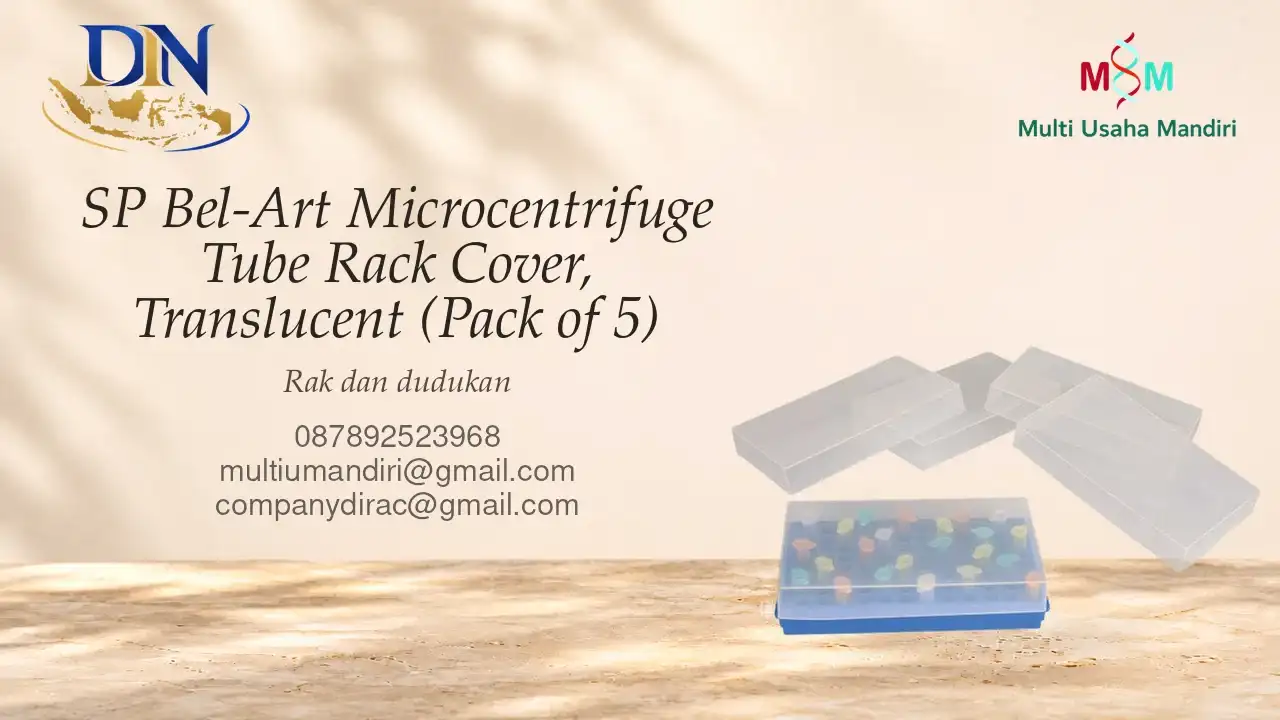 DIN
M M
Multi Usaha Mandiri
SP Bel-Art Microcentrifuge
Tube Rack Cover,
Translucent (Pack of 5)
Rak dan dudukan
087892523968
multiumandiri@gmail.com
companydirac@gmail.com